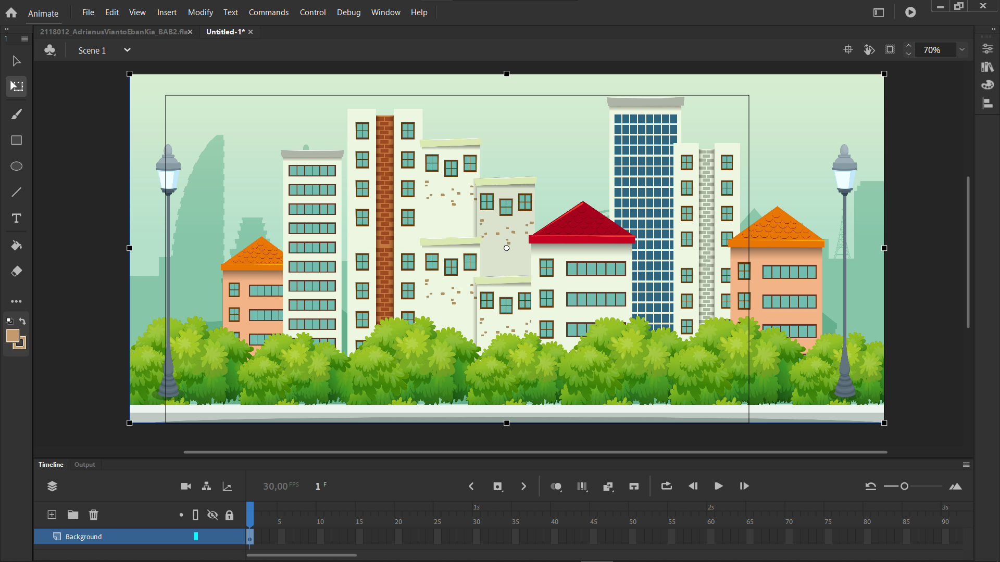 Animate File Edit View Insert Modify Text Commands Control Debug Window Help
2118012_AdrianusViantoEbanKia_BAB2.fla× Untitled-1* ×
Scene 1 70%
T
Timeline Output
30,00 FPS 1 F
1s 2s 3s
5 10 15 20 25 30 35 40 45 50 55 60 65 70 75 80 85 90
Background